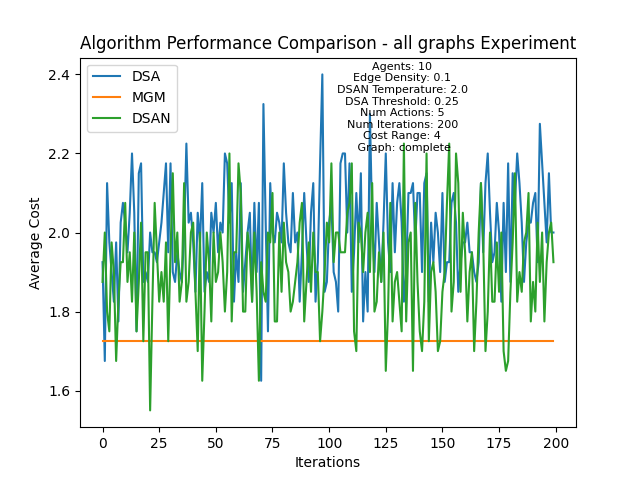 Algorithm Performance Comparison - all graphs Experiment
DSA
MGM
DSAN
Agents: 10
Edge Density: 0.1
DSAN Temperature: 2.0
DSA Threshold: 0.25
Num Actions: 5
Num Iterations: 200
Cost Range: 4
Graph: complete
Average Cost
2.4
2.2
2.0
1.8
1.6
0
25
50
75
100
125
150
175
200
Iterations